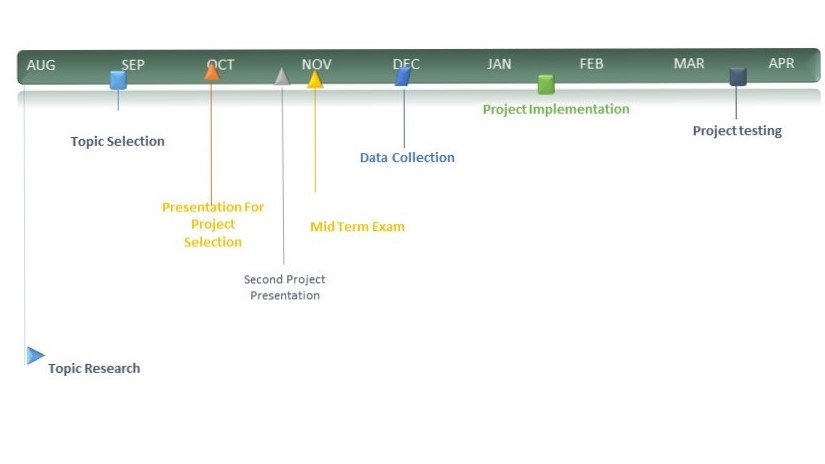 AUG SEP OCT NOV DEC JAN FEB MAR APR
Project Implementation
Project testing
Topic Selection
Data Collection
Presentation For
Project
Selection
Mid Term Exam
Second Project
Presentation
Topic Research